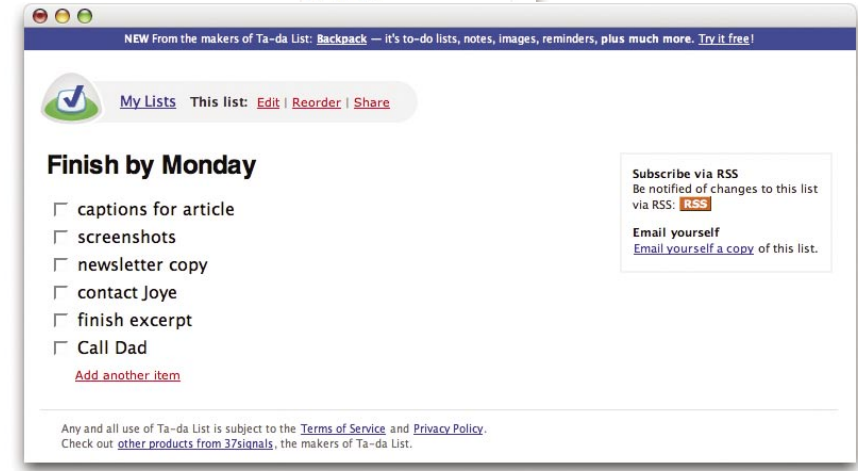 NEW From the makers of Ta-da List: Backpack — it's to-do lists, notes, images, reminders, plus much more. Try it free!
My Lists This list: Edit | Reorder | Share
Finish by Monday
captions for article
screenshots
newsletter copy
contact Joye
finish excerpt
Call Dad
Add another item
Subscribe via RSS
Be notified of changes to this list
via RSS: RSS
Email yourself
Email yourself a copy of this list.
Any and all use of Ta-da List is subject to the Terms of Service and Privacy Policy.
Check out other products from 37signals, the makers of Ta-da List.